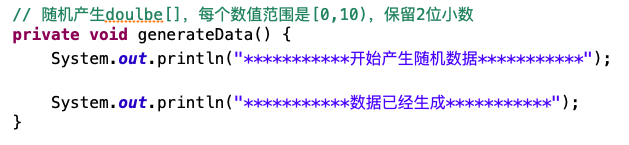 // 随机产生doulbe[]，每个数值范围是[0,10)，保留2位小数
private void generateData() {
System.out.println("***********开始产生随机数据***********");
System.out.println("***********数据已经生成***********");
}